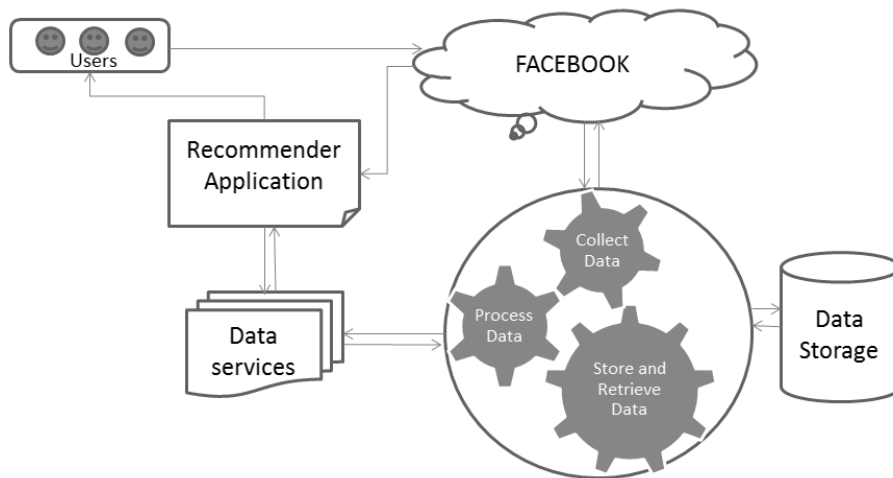 Users
FACEBOOK
Recommender
Application
Collect
Data
Process
Data
Data
services
Store and
Retrieve
Data
Data
Storage